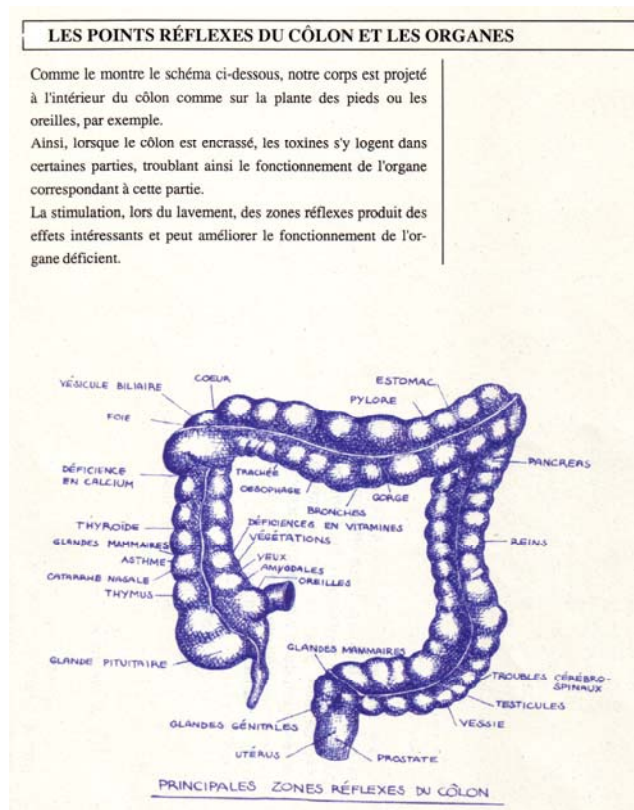 LES POINTS RÉFLEXES DU CÔLON ET LES ORGANES
Comme le montre le schéma ci-dessous, notre corps est projeté
à l'intérieur du côlon comme sur la plante des pieds ou les
oreilles, par exemple.
Ainsi, lorsque le côlon est encrassé, les toxines s'y logent dans
certaines parties, troublant ainsi le fonctionnement de l'organe
correspondant à cette partie.
La stimulation, lors du lavement, des zones réflexes produit des
effets intéressants et peut améliorer le fonctionnement de l'or-
gane déficient.
COEUR
VÉSICULE BILIAIRE
FOIE
ESTOMAC
PYLORE
DÉFICIENCE
EN CALCIUM
TRACHÉE
OESOPHAGE
BRONCHES
GORGE
PANCREAS
THYROÏDE
GLANDES MAMMAIRES
ASTHME
CATARRHE NASALE
THYMUS
DÉFICIENCES EN VITAMINES
VÉGÉTATIONS
YEUX
AMYGDALES
OREILLES
REINS
GLANDE PITUITAIRE
GLANDES MAMMAIRES
TROUBLES CÉRÉBRO-
SPINAUX
TESTICULES
VESSIE
GLANDES GÉNITALES
UTÉRUS
PROSTATE
PRINCIPALES ZONES RÉFLEXES DU CÔLON